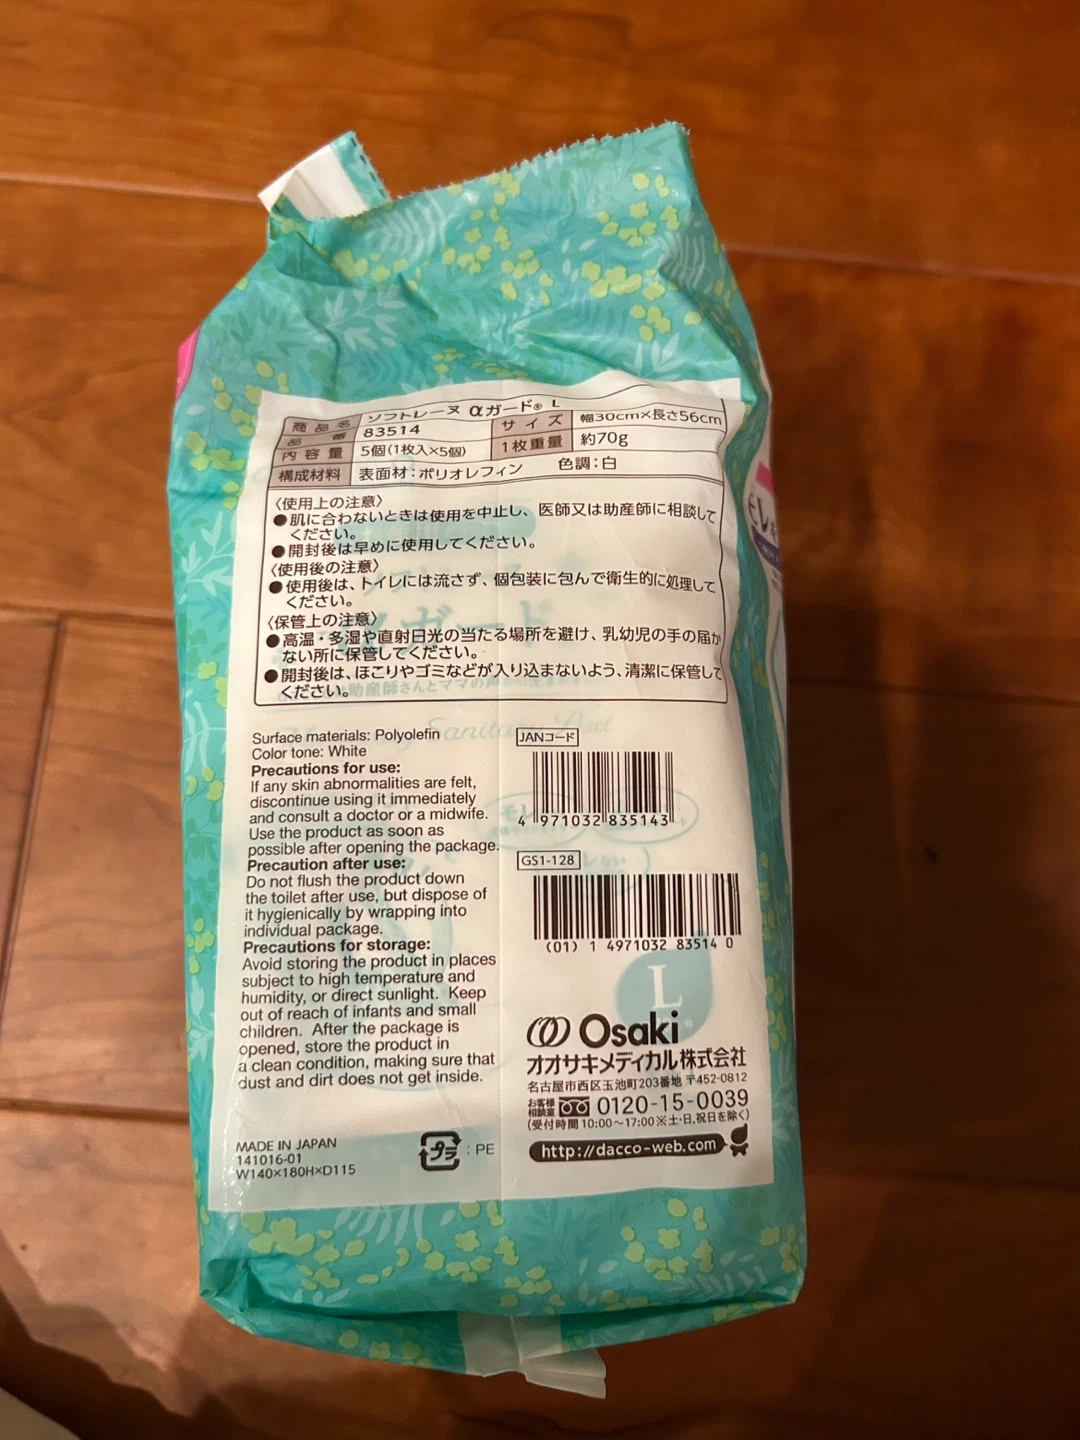 商品名 ソフトレーヌ αガード® L
品番 83514
サイズ 幅30cm×長さ56cm
内容量 5個(1枚入×5個)
1枚重量 約70g
構成材料 表面材:ポリオレフィン 色調:白
〈使用上の注意〉
●肌に合わないときは使用を中止し、医師又は助産師に相談して
ください。
●開封後は早めに使用してください。
〈使用後の注意〉
●使用後は、トイレには流さず、個包装に包んで衛生的に処理して
ください。
〈保管上の注意〉
●高温・多湿や直射日光の当たる場所を避け、乳幼児の手の届か
ない所に保管してください。
●開封後は、ほこりやゴミなどが入り込まないよう、清潔に保管して
ください。
Surface materials: Polyolefin
Color tone: White
Precautions for use:
If any skin abnormalities are felt,
discontinue using it immediately
and consult a doctor or a midwife.
Use the product as soon as
possible after opening the package.
Precaution after use:
Do not flush the product down
the toilet after use, but dispose of
it hygienically by wrapping into
individual package.
Precautions for storage:
Avoid storing the product in places
subject to high temperature and
humidity, or direct sunlight. Keep
out of reach of infants and small
children. After the package is
opened, store the product in
a clean condition, making sure that
dust and dirt does not get inside.
MADE IN JAPAN
141016-01
W140×180H×D115
プラ : PE
JANコード
4 971032 835143
GS1-128
(01) 1 4971032 83514 0
L
Osaki
オオサキメディカル株式会社
名古屋市西区玉池町203番地 〒452-0812
お客様
相談室 0120-15-0039
(受付時間 10:00〜17:00※土・日、祝日を除く)
http://dacco-web.com